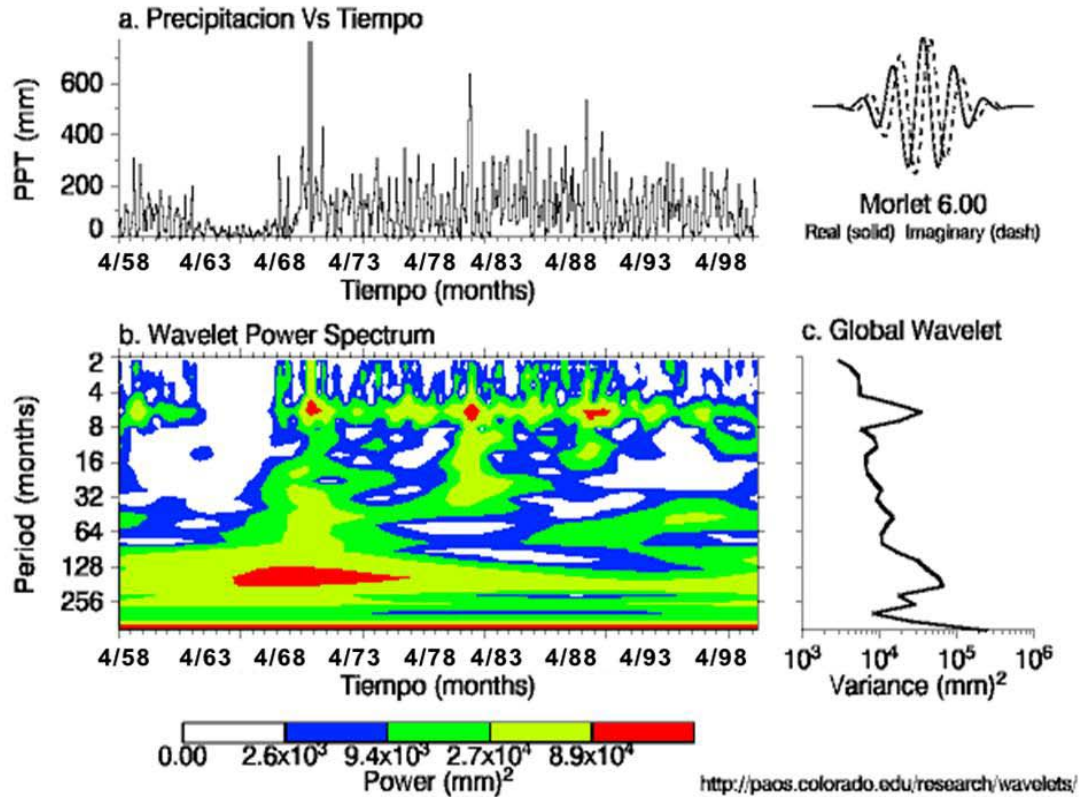 a. Precipitacion Vs Tiempo
PPT (mm)
600
400
200
0
4/58 4/63 4/68 4/73 4/78 4/83 4/88 4/93 4/98
Tiempo (months)
Morlet 6.00
Real (solid) Imaginary (dash)
b. Wavelet Power Spectrum
Period (months)
2
4
8
16
32
64
128
256
4/58 4/63 4/68 4/73 4/78 4/83 4/88 4/93 4/98
Tiempo (months)
c. Global Wavelet
10³ 10⁴ 10⁵ 10⁶
Variance (mm)²
0.00 2.6x10³ 9.4x10³ 2.7x10⁴ 8.9x10⁴
Power (mm)²
http://paos.colorado.edu/research/wavelets/